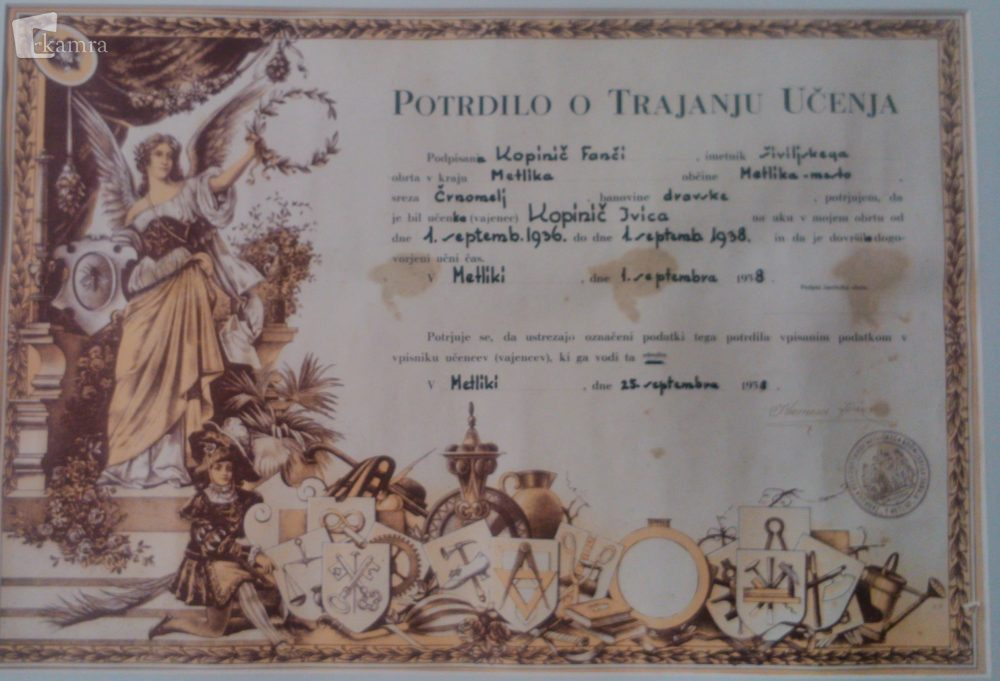 kamra
POTRDILO O TRAJANJU UČENJA
Podpisana Kopinič Fanči, imetnik šiviljskega
obrta v kraju Metlika občine Metlika-mesto
sreza Črnomelj, banovine dravske, potrjujem, da
je bil učenka (vajenec) Kopinič Ivica na uku v mojem obrtu od
dne 1. septemb. 1936. do dne 1. septemb. 1938. in da je dovršila dogo-
vorjeni učni čas.
V Metliki, dne 1. septembra 1938.
Potrjuje se, da ustrezajo označeni podatki tega potrdila vpisanim podatkom v
vpisniku učencev (vajencev), ki ga vodi ta
V Metliki, dne 25. septembra 1938.